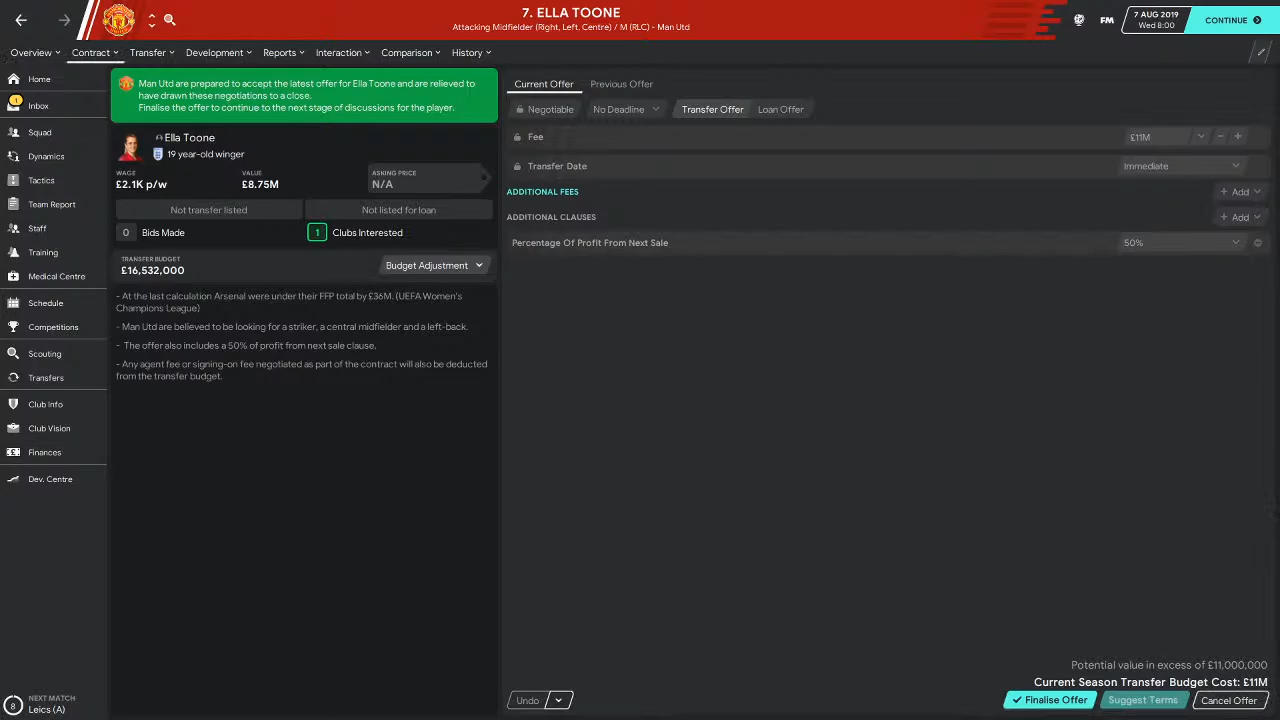 7. ELLA TOONE
Attacking Midfielder (Right, Left, Centre) / M (RLC) - Man Utd
FM
7 AUG 2019
Wed 8:00
CONTINUE
Overview
Contract
Transfer
Development
Reports
Interaction
Comparison
History
Home
1
Inbox
Squad
Dynamics
Tactics
Team Report
Staff
Training
Medical Centre
Schedule
Competitions
Scouting
Transfers
Club Info
Club Vision
Finances
Dev. Centre
8
NEXT MATCH
Leics (A)
Man Utd are prepared to accept the latest offer for Ella Toone and are relieved to
have drawn these negotiations to a close.
Finalise the offer to continue to the next stage of discussions for the player.
Ella Toone
19 year-old winger
WAGE
£2.1K p/w
VALUE
£8.75M
ASKING PRICE
N/A
Not transfer listed
Not listed for loan
0 Bids Made
1 Clubs Interested
TRANSFER BUDGET
£16,532,000
Budget Adjustment
- At the last calculation Arsenal were under their FFP total by £36M. (UEFA Women's
Champions League)
- Man Utd are believed to be looking for a striker, a central midfielder and a left-back.
- The offer also includes a 50% of profit from next sale clause.
- Any agent fee or signing-on fee negotiated as part of the contract will also be deducted
from the transfer budget.
Current Offer
Previous Offer
Negotiable
No Deadline
Transfer Offer
Loan Offer
Fee
£11M
Transfer Date
Immediate
ADDITIONAL FEES
+ Add
ADDITIONAL CLAUSES
+ Add
Percentage Of Profit From Next Sale
50%
Potential value in excess of £11,000,000
Current Season Transfer Budget Cost: £11M
Undo
Finalise Offer
Suggest Terms
Cancel Offer